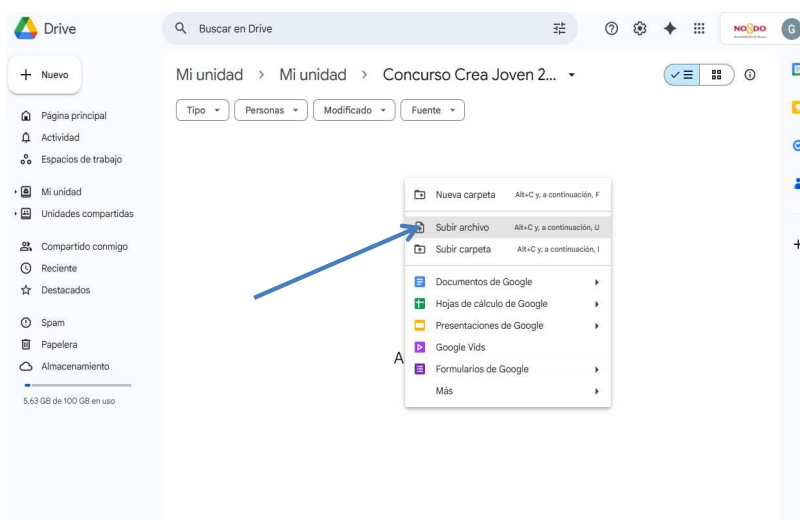 Drive
Buscar en Drive
NO8DO
G
Nuevo
Mi unidad > Mi unidad > Concurso Crea Joven 2...
Tipo
Personas
Modificado
Fuente
Página principal
Actividad
Espacios de trabajo
Mi unidad
Unidades compartidas
Compartido conmigo
Reciente
Destacados
Spam
Papelera
Almacenamiento
5,63 GB de 100 GB en uso
Nueva carpeta Alt+C y, a continuación, F
Subir archivo Alt+C y, a continuación, U
Subir carpeta Alt+C y, a continuación, I
Documentos de Google
Hojas de cálculo de Google
Presentaciones de Google
Google Vids
A
Formularios de Google
Más